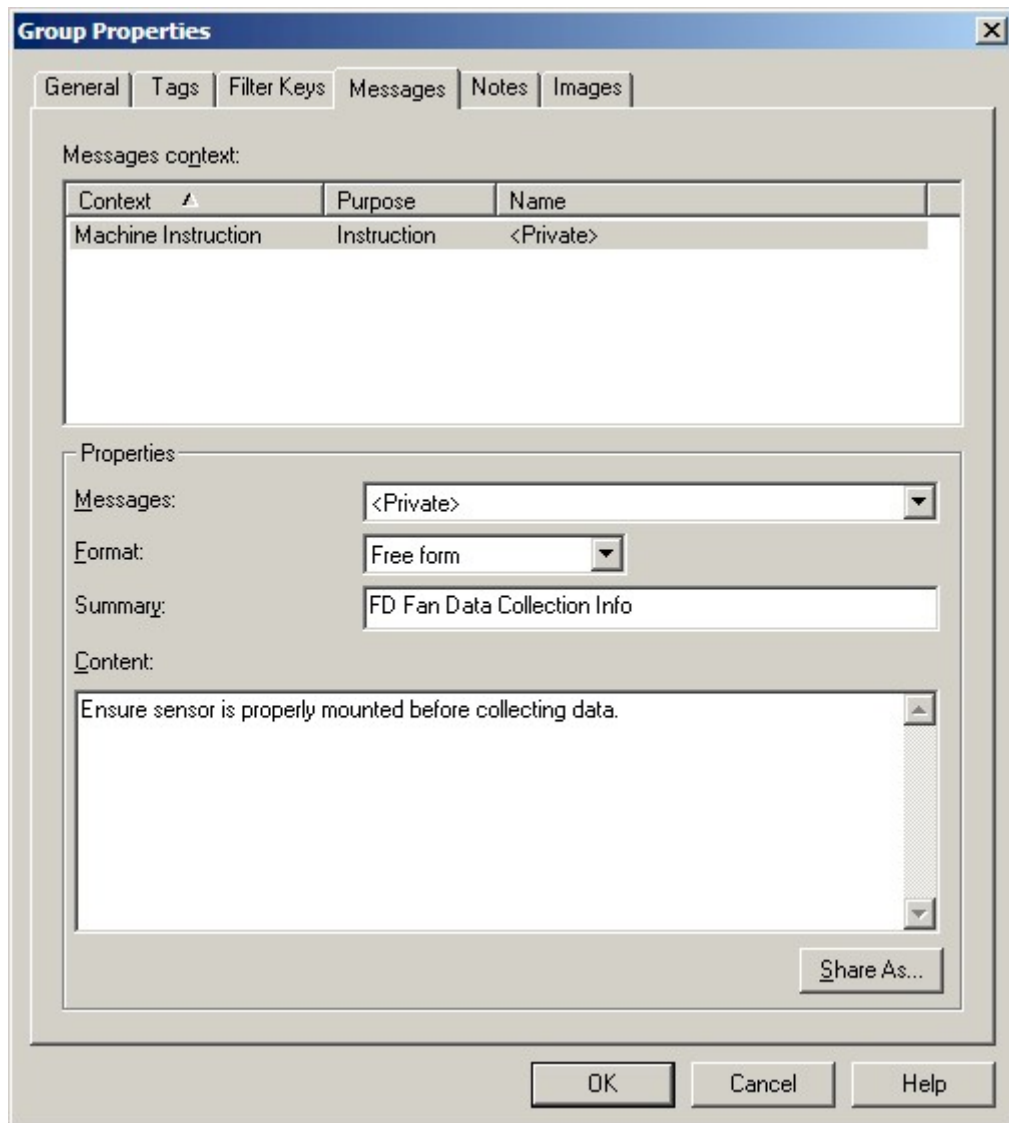 Group Properties
General Tags Filter Keys Messages Notes Images
Messages context:
Context Purpose Name
Machine Instruction Instruction <Private>
Properties
Messages: <Private>
Format: Free form
Summary: FD Fan Data Collection Info
Content:
Ensure sensor is properly mounted before collecting data.
Share As...
OK Cancel Help